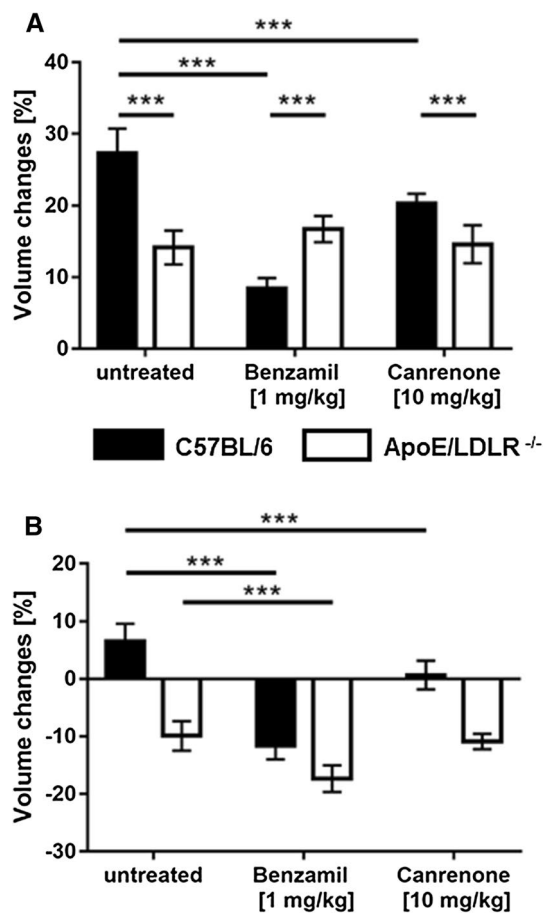 A
***
***
*** *** ***
Volume changes [%]
40
30
20
10
0
untreated Benzamil Canrenone
[1 mg/kg] [10 mg/kg]
C57BL/6 ApoE/LDLR -/-
B
***
***
***
Volume changes [%]
20
10
0
-10
-20
-30
untreated Benzamil Canrenone
[1 mg/kg] [10 mg/kg]